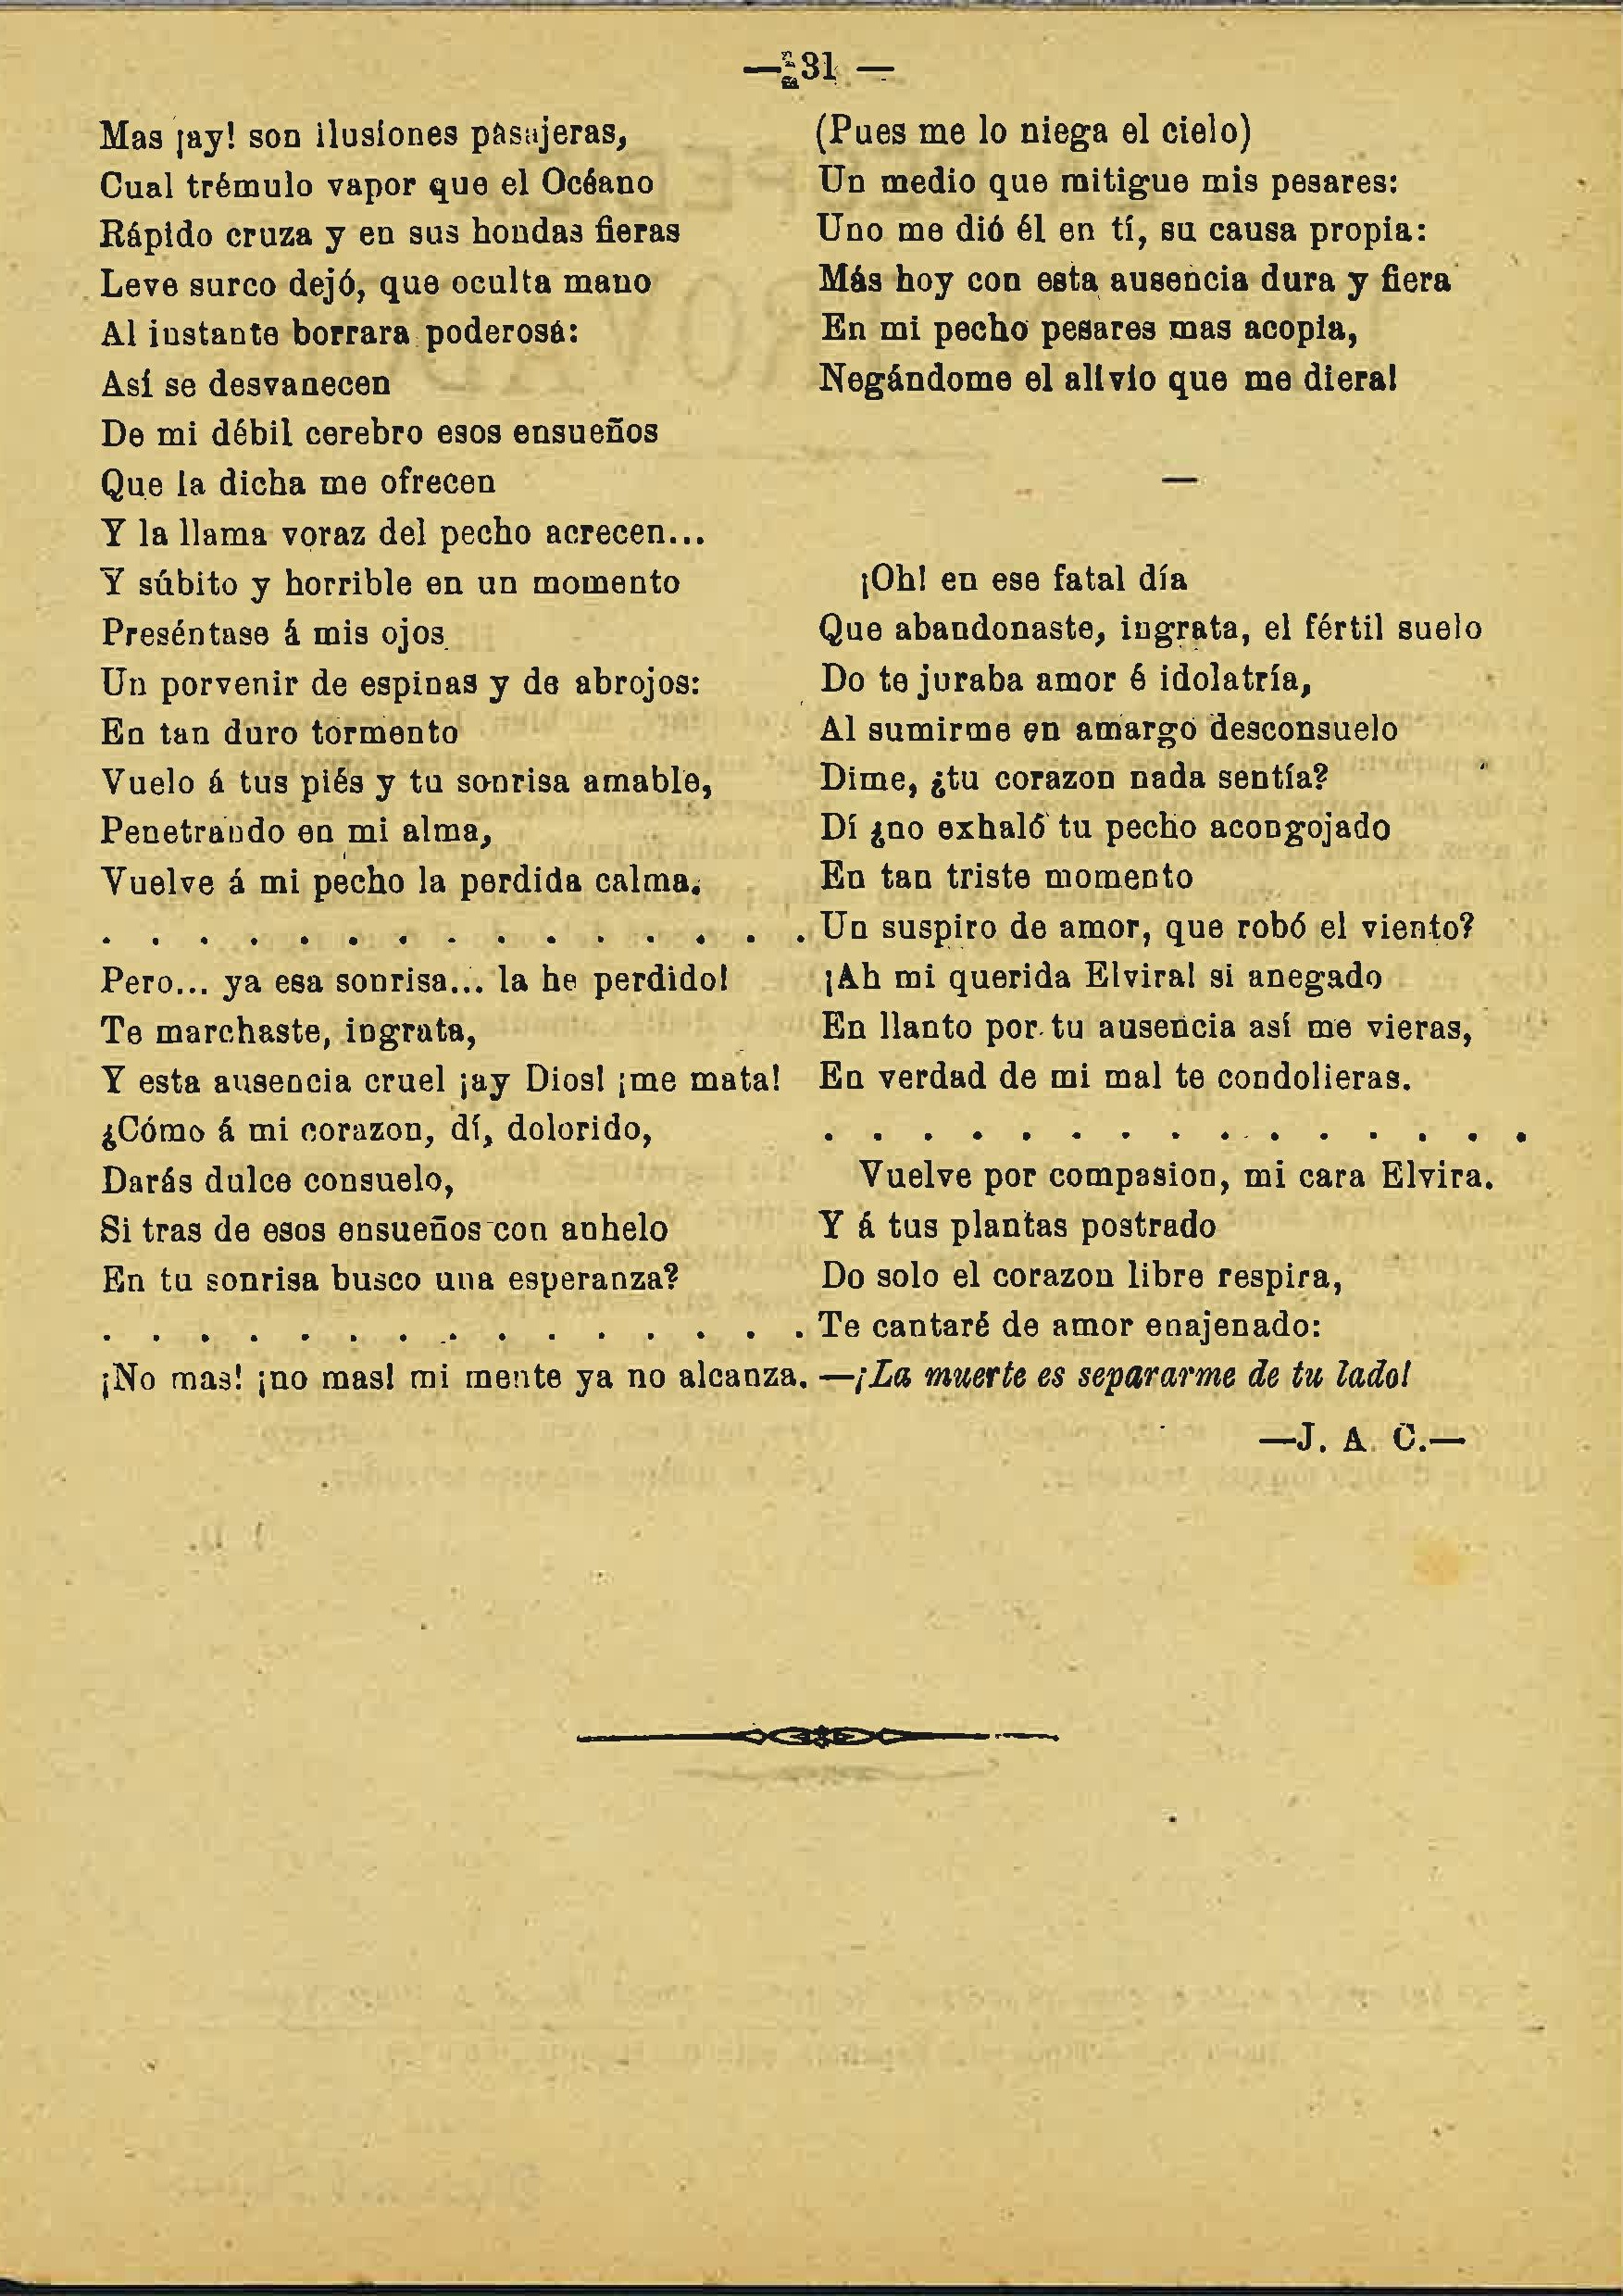 — 31 —
Mas ¡ay! son ilusiones pasajeras,
Cual trémulo vapor que el Océano
Rápido cruza y en sus hondas fieras
Leve surco dejó, que oculta mano
Al instante borrara poderosa:
Así se desvanecen
De mi débil cerebro esos ensueños
Que la dicha me ofrecen
Y la llama voraz del pecho acrecen...
Y súbito y horrible en un momento
Preséntase á mis ojos
Un porvenir de espinas y de abrojos:
En tan duro tormento
Vuelo á tus piés y tu sonrisa amable,
Penetrando en mi alma,
Vuelve á mi pecho la perdida calma.
. . . . . . . . . . . . . . .
Pero... ya esa sonrisa... la he perdido!
Te marchaste, ingrata,
Y esta ausencia cruel ¡ay Dios! ¡me mata!
¿Cómo á mi corazon, dí, dolorido,
Darás dulce consuelo,
Si tras de esos ensueños con anhelo
En tu sonrisa busco una esperanza?
. . . . . . . . . . . . . . .
¡No mas! ¡no mas! mi mente ya no alcanza.
(Pues me lo niega el cielo)
Un medio que mitigue mis pesares:
Uno me dió él en tí, su causa propia:
Más hoy con esta ausencia dura y fiera
En mi pecho pesares mas acopia,
Negándome el alivio que me diera!
—
¡Oh! en ese fatal día
Que abandonaste, ingrata, el fértil suelo
Do te juraba amor é idolatría,
Al sumirme en amargo desconsuelo
Dime, ¿tu corazon nada sentía?
Dí ¿no exhaló tu pecho acongojado
En tan triste momento
Un suspiro de amor, que robó el viento?
¡Ah mi querida Elvira! si anegado
En llanto por tu ausencia así me vieras,
En verdad de mi mal te condolieras.
. . . . . . . . . . . . . . .
Vuelve por compasion, mi cara Elvira.
Y á tus plantas postrado
Do solo el corazon libre respira,
Te cantaré de amor enajenado:
—¡La muerte es separarme de tu lado!
—J. A. C.—